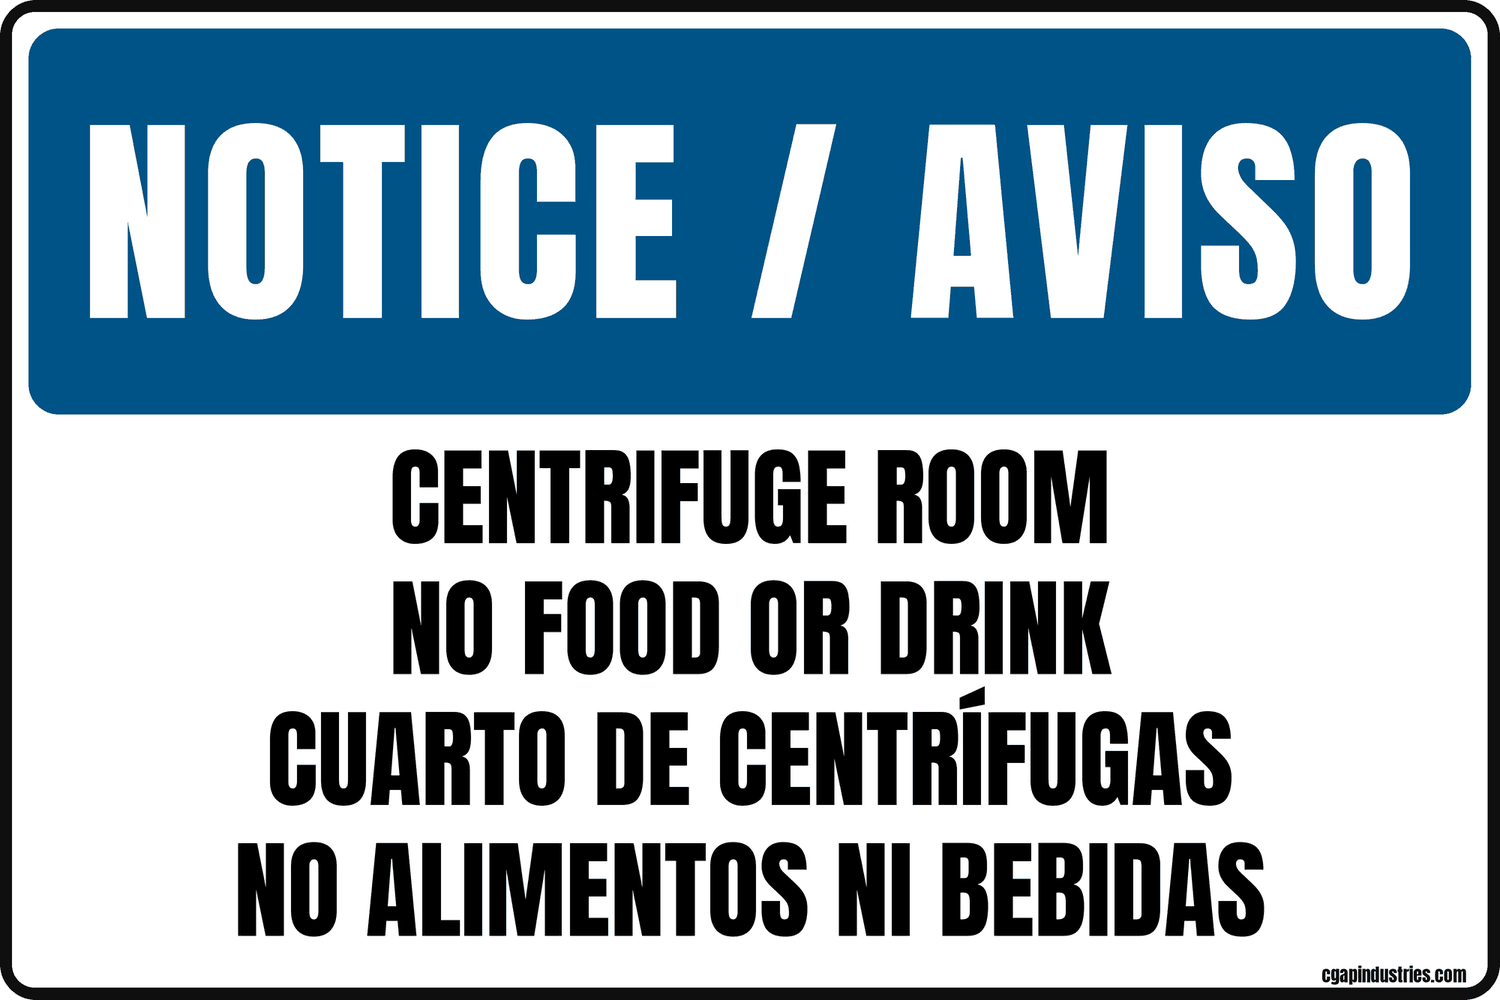 NOTICE / AVISO
CENTRIFUGE ROOM
NO FOOD OR DRINK
CUARTO DE CENTRÍFUGAS
NO ALIMENTOS NI BEBIDAS
cgapindustries.com